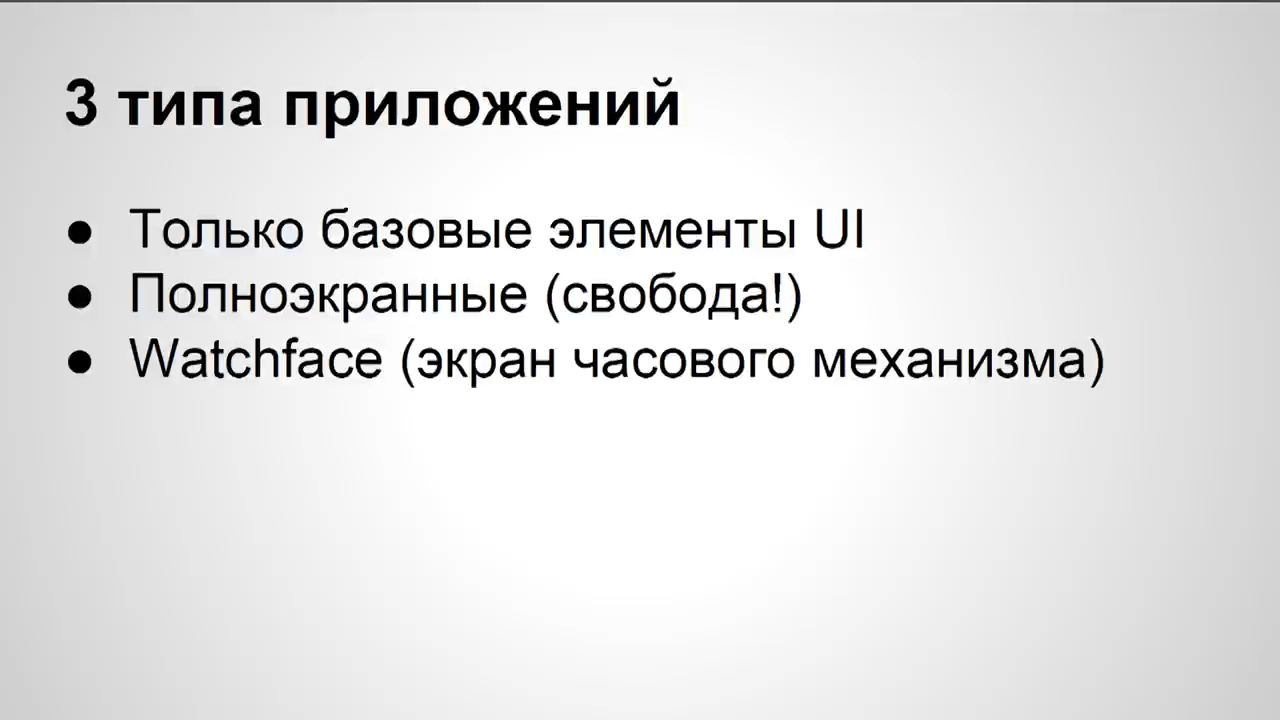 3 типа приложений
● Только базовые элементы UI
● Полноэкранные (свобода!)
● Watchface (экран часового механизма)